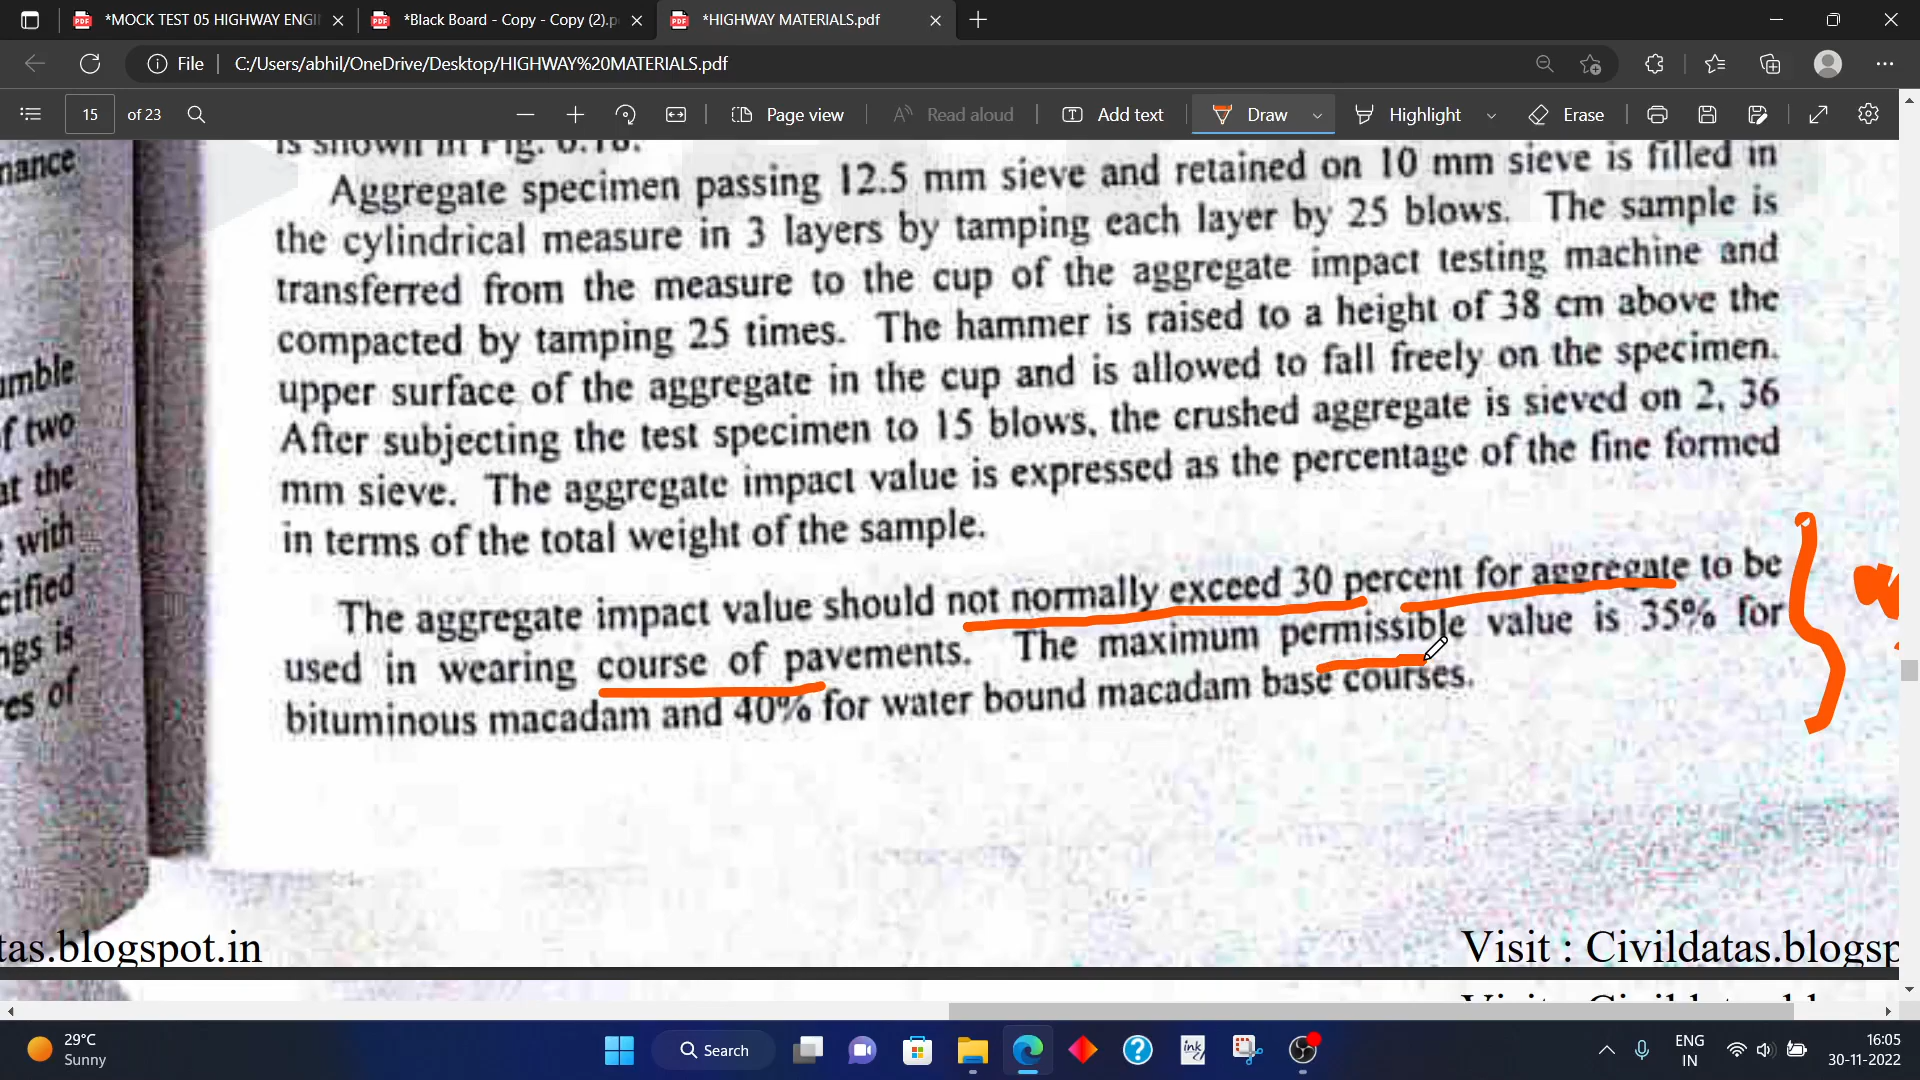 *MOCK TEST 05 HIGHWAY ENGI
*Black Board - Copy - Copy (2).p
*HIGHWAY MATERIALS.pdf
File
C:/Users/abhil/OneDrive/Desktop/HIGHWAY%20MATERIALS.pdf
15 of 23
Page view
Read aloud
Add text
Draw
Highlight
Erase
is shown in Fig. 6.18.
Aggregate specimen passing 12.5 mm sieve and retained on 10 mm sieve is filled in
the cylindrical measure in 3 layers by tamping each layer by 25 blows. The sample is
transferred from the measure to the cup of the aggregate impact testing machine and
compacted by tamping 25 times. The hammer is raised to a height of 38 cm above the
upper surface of the aggregate in the cup and is allowed to fall freely on the specimen.
After subjecting the test specimen to 15 blows, the crushed aggregate is sieved on 2, 36
mm sieve. The aggregate impact value is expressed as the percentage of the fine formed
in terms of the total weight of the sample.
The aggregate impact value should not normally exceed 30 percent for aggregate to be
used in wearing course of pavements. The maximum permissible value is 35% for
bituminous macadam and 40% for water bound macadam base courses.
nance
umble
f two
at the
with
cified
ngs is
res of
tas.blogspot.in
Visit : Civildatas.blogsp
29°C
Sunny
Search
ink
ENG
IN
16:05
30-11-2022